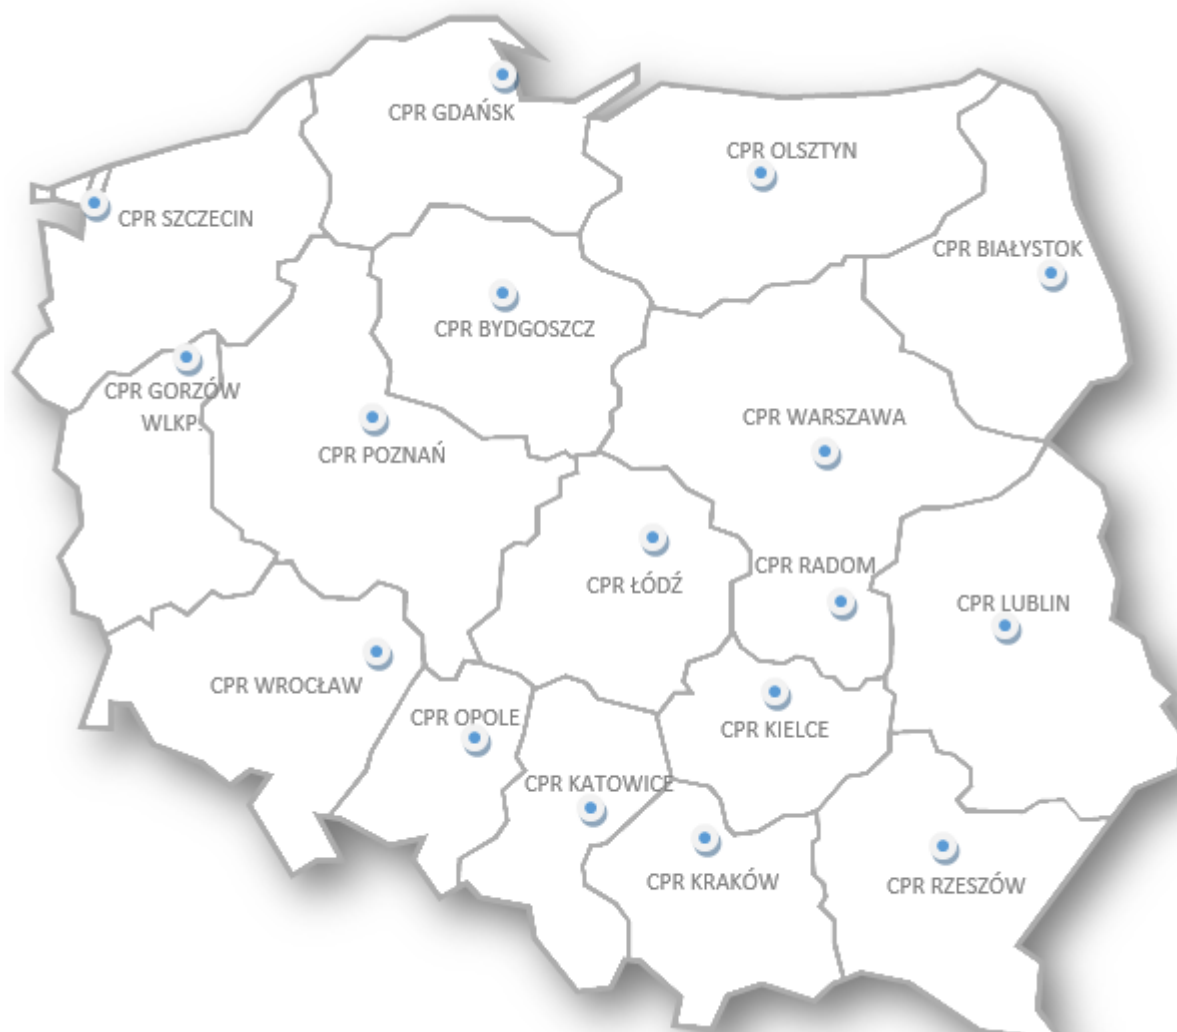 CPR GDAŃSK
CPR OLSZTYN
CPR SZCZECIN
CPR BIAŁYSTOK
CPR BYDGOSZCZ
CPR GORZÓW
WLKP.
CPR WARSZAWA
CPR POZNAŃ
CPR RADOM
CPR ŁÓDŹ
CPR LUBLIN
CPR WROCŁAW
CPR OPOLE
CPR KIELCE
CPR KATOWICE
CPR KRAKÓW
CPR RZESZÓW